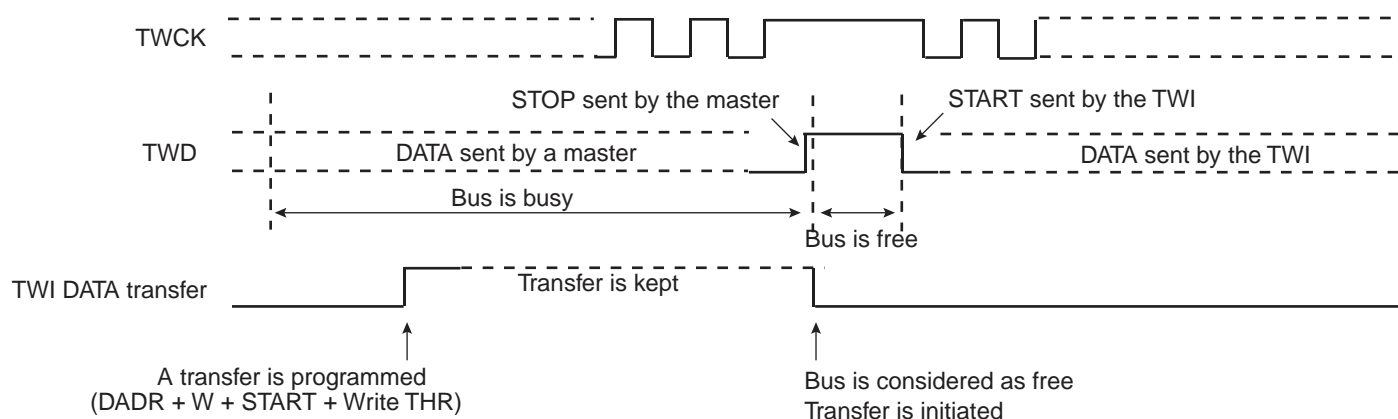 TWCK
STOP sent by the master
START sent by the TWI
TWD
DATA sent by a master
DATA sent by the TWI
Bus is busy
Bus is free
TWI DATA transfer
Transfer is kept
A transfer is programmed
(DADR + W + START + Write THR)
Bus is considered as free
Transfer is initiated